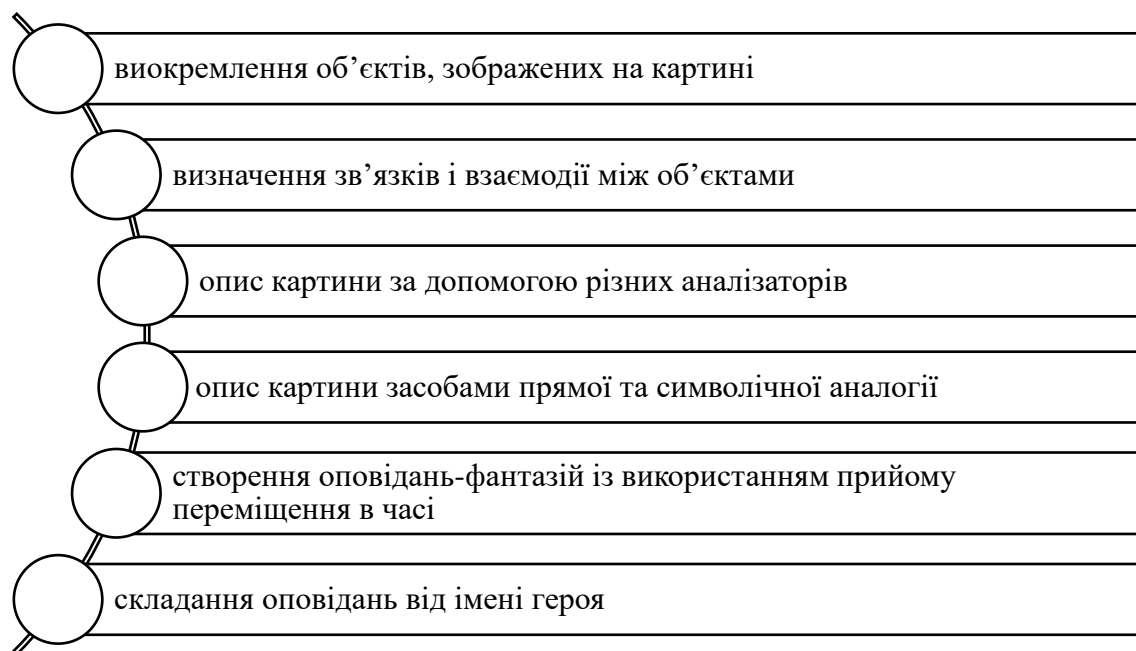 виокремлення об’єктів, зображених на картині
визначення зв’язків і взаємодії між об’єктами
опис картини за допомогою різних аналізаторів
опис картини засобами прямої та символічної аналогії
створення оповідань-фантазій із використанням прийому
переміщення в часі
складання оповідань від імені героя